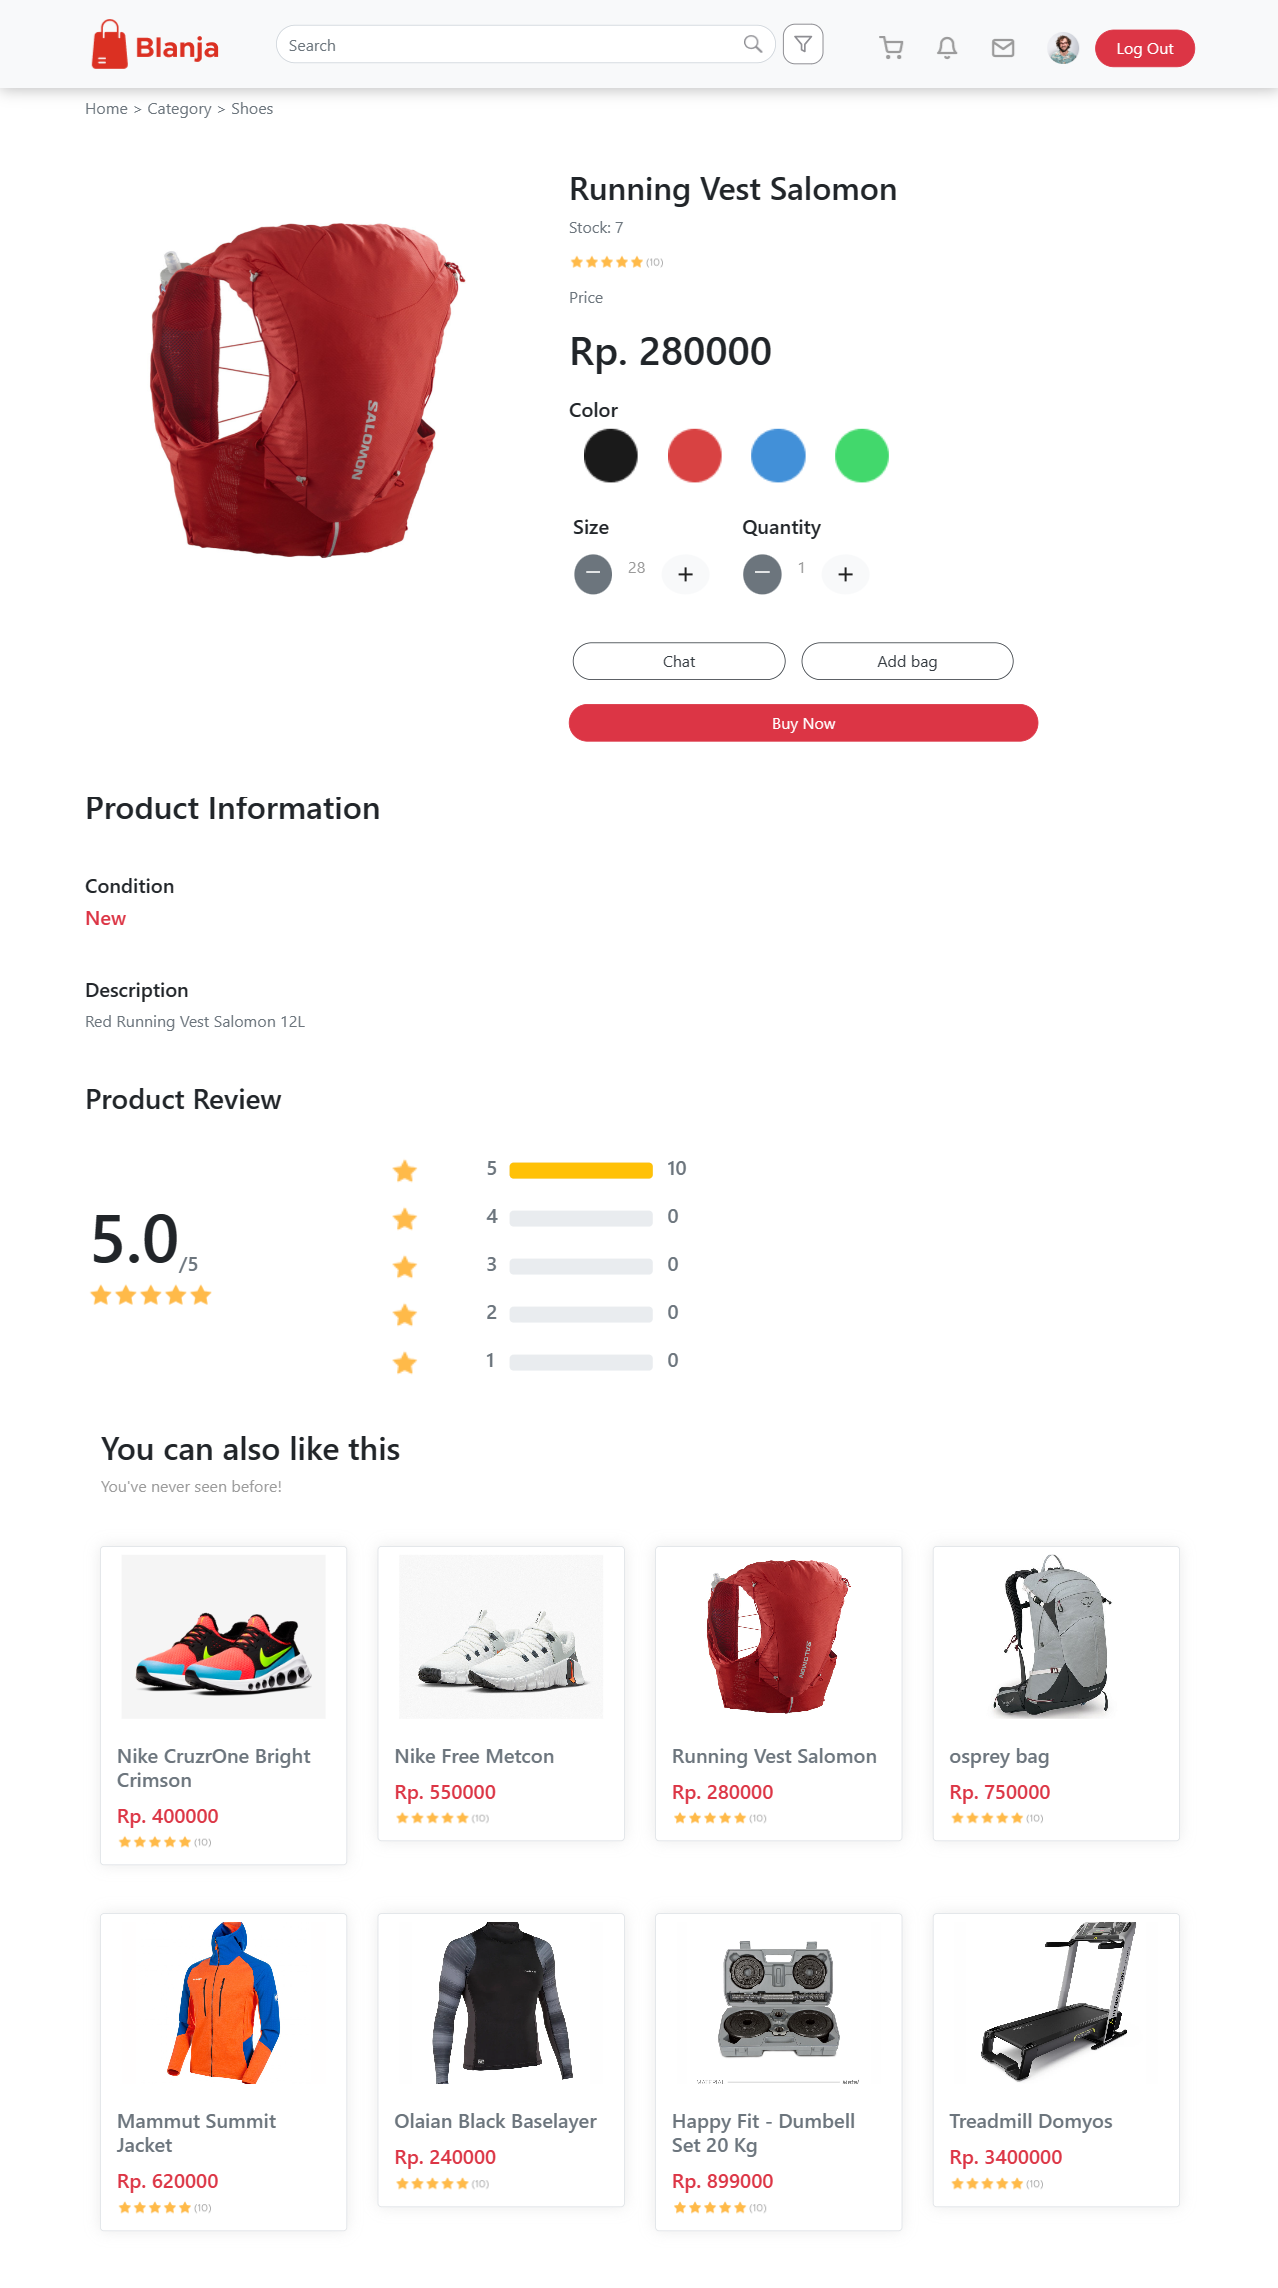 Blanja
Search
Log Out
Home > Category > Shoes
Running Vest Salomon
Stock: 7
(10)
Price
Rp. 280000
SALOMON
Color
Size
Quantity
28
+
1
+
Chat
Add bag
Buy Now
Product Information
Condition
New
Description
Red Running Vest Salomon 12L
Product Review
5 10
4 0
5.0/5
3 0
2 0
1 0
You can also like this
You've never seen before!
SALOMON
Nike CruzrOne Bright
Crimson
Rp. 400000
(10)
Nike Free Metcon
Rp. 550000
(10)
Running Vest Salomon
Rp. 280000
(10)
osprey bag
Rp. 750000
(10)
Mammut Summit
Jacket
Rp. 620000
(10)
Olaian Black Baselayer
Rp. 240000
(10)
Happy Fit - Dumbell
Set 20 Kg
Rp. 899000
(10)
Treadmill Domyos
Rp. 3400000
(10)